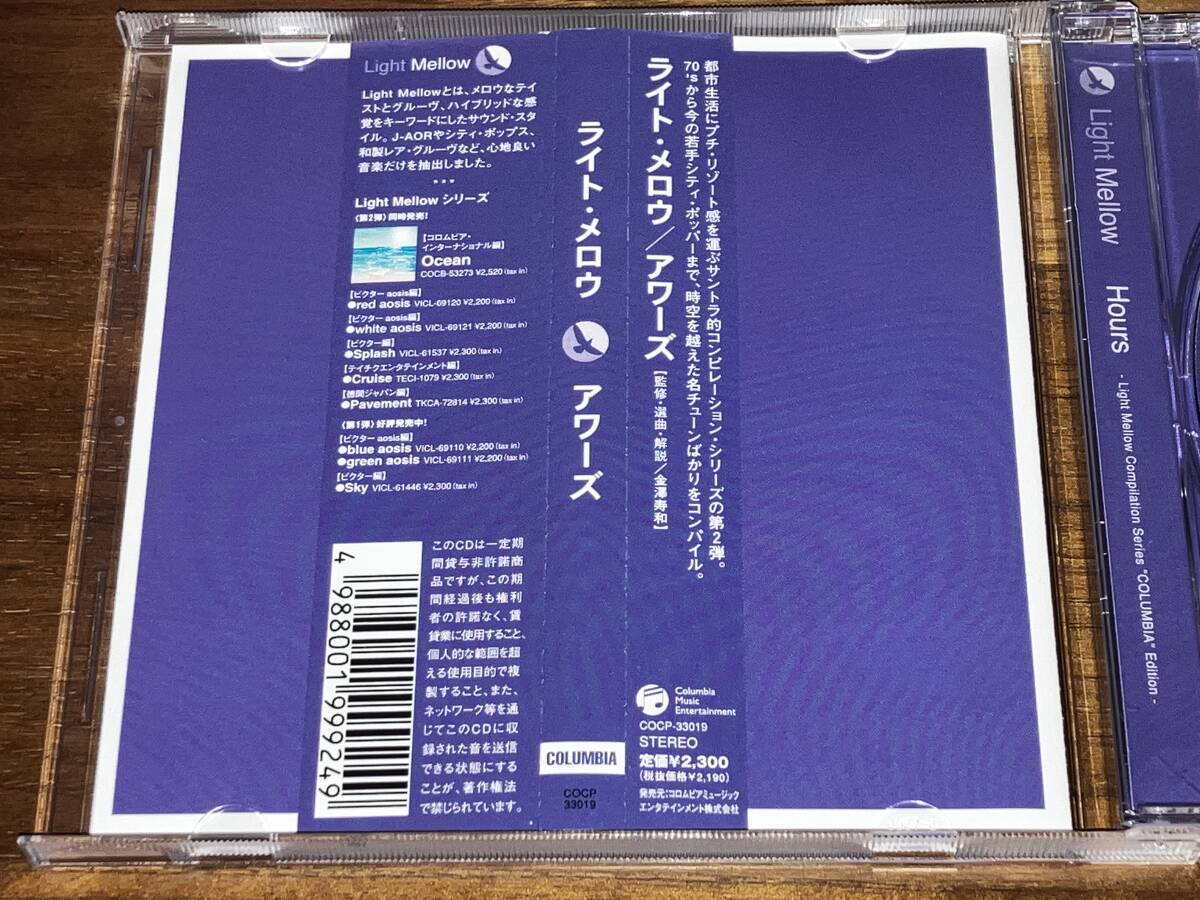 Light Mellow
Light Mellowとは、メロウなテイ
ストとグルーヴ、ハイブリッドな感
覚をキーワードにしたサウンド・スタ
イル。J-AORやシティ・ポップス、
和製レア・グルーヴなど、心地良い
音楽だけを抽出しました。
***
Light Mellow シリーズ
〈第2弾〉同時発売!
【コロムビア・
インターナショナル編】
Ocean
COCB-53273 ¥2,520(tax in)
【ビクター aosis編】
●red aosis VICL-69120 ¥2,200(tax in)
【ビクター aosis編】
●white aosis VICL-69121 ¥2,200(tax in)
【ビクター編】
●Splash VICL-61537 ¥2,300(tax in)
【テイチクエンタテインメント編】
●Cruise TECI-1079 ¥2,300(tax in)
【徳間ジャパン編】
●Pavement TKCA-72814 ¥2,300(tax in)
〈第1弾〉好評発売中!
【ビクター aosis編】
●blue aosis VICL-69110 ¥2,200(tax in)
●green aosis VICL-69111 ¥2,200(tax in)
【ビクター編】
●Sky VICL-61446 ¥2,300(tax in)
このCDは一定期
間貸与非許諾商
品ですが、この期
間経過後も権利
者の許諾なく、賃
貸業に使用すること、
個人的な範囲を超
える使用目的で複
製すること、また、
ネットワーク等を通
じてこのCDに収
録された音を送信
できる状態にする
ことが、著作権法
で禁じられています。
4 988001 999249
ライト・メロウ アワーズ
COLUMBIA
COCP
33019
都市生活にプチ・リゾート感を運ぶサントラ的コンピレーション・シリーズの第2弾。
70'sから今の若手シティ・ポッパーまで、時空を越えた名チューンばかりをコンパイル。
ライト・メロウ/アワーズ
【監修・選曲・解説/金澤寿和】
Columbia
Music
Entertainment
COCP-33019
STEREO
定価¥2,300
(税抜価格¥2,190)
発売元:コロムビアミュージック
エンタテインメント株式会社
Light Mellow Hours - Light Mellow Compilation Series "COLUMBIA" Edition -